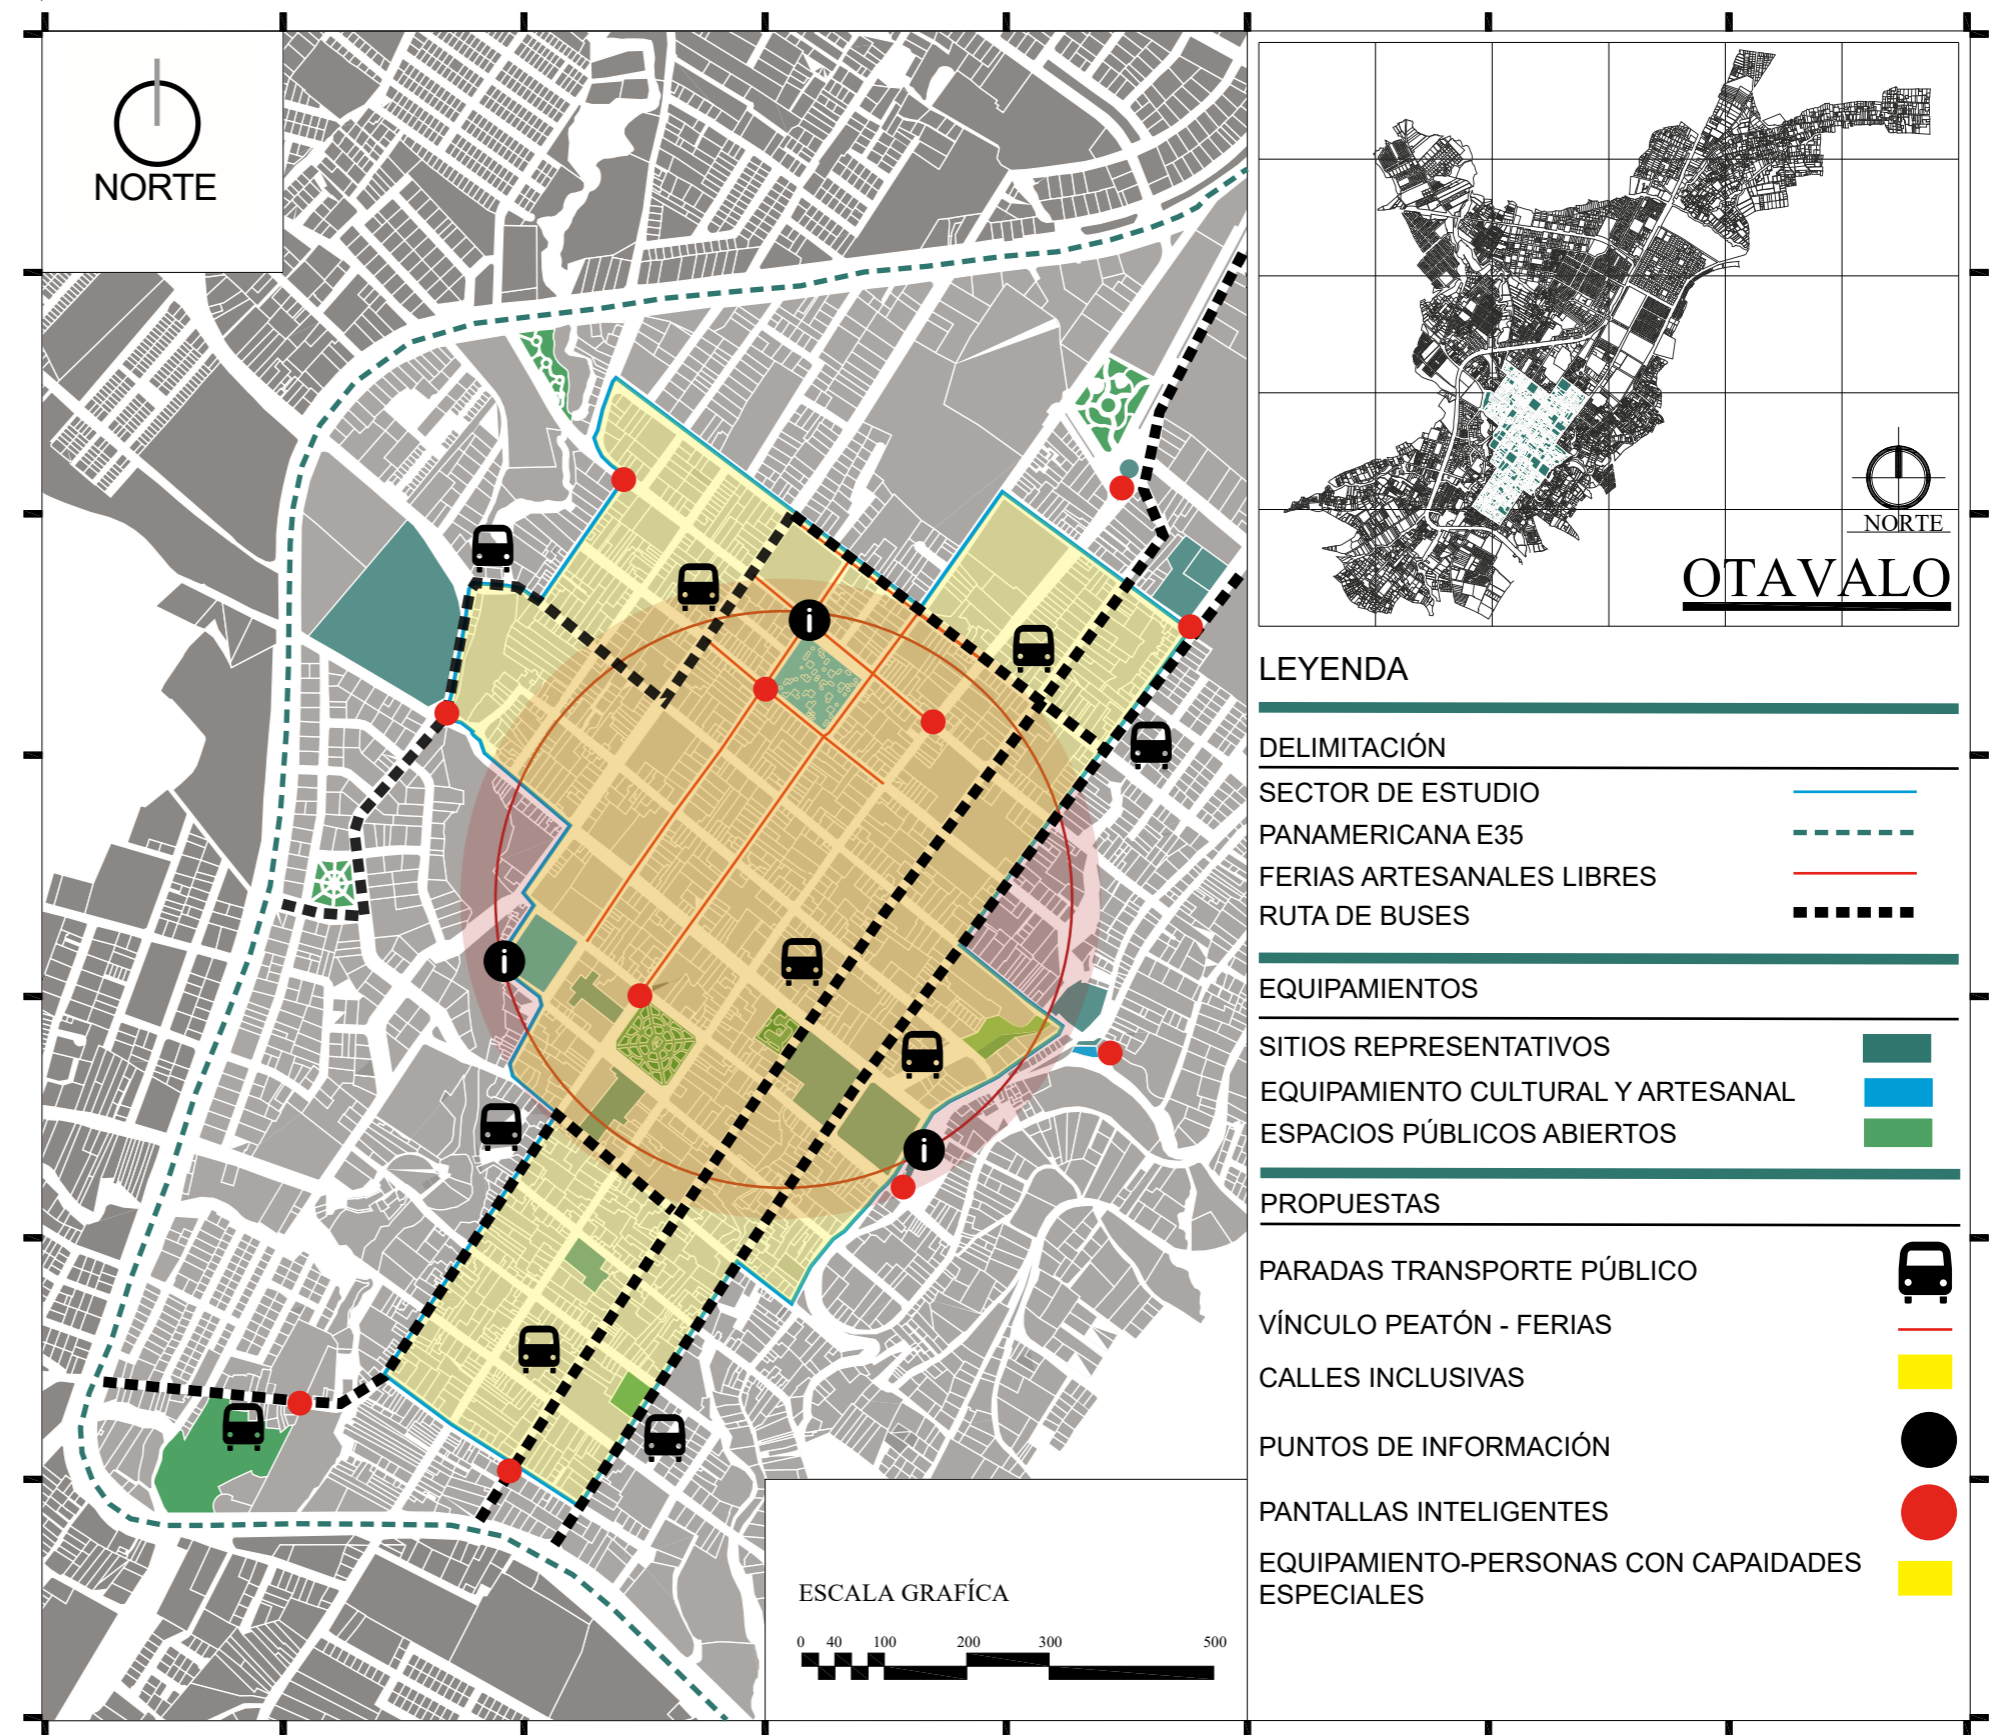 NORTE
NORTE
OTAVALO
LEYENDA
DELIMITACIÓN
SECTOR DE ESTUDIO
PANAMERICANA E35
FERIAS ARTESANALES LIBRES
RUTA DE BUSES
EQUIPAMIENTOS
SITIOS REPRESENTATIVOS
EQUIPAMIENTO CULTURAL Y ARTESANAL
ESPACIOS PÚBLICOS ABIERTOS
PROPUESTAS
PARADAS TRANSPORTE PÚBLICO
VÍNCULO PEATÓN - FERIAS
CALLES INCLUSIVAS
PUNTOS DE INFORMACIÓN
PANTALLAS INTELIGENTES
EQUIPAMIENTO-PERSONAS CON CAPAIDADES
ESPECIALES
i
i
i
ESCALA GRAFÍCA
0 40 100 200 300 500